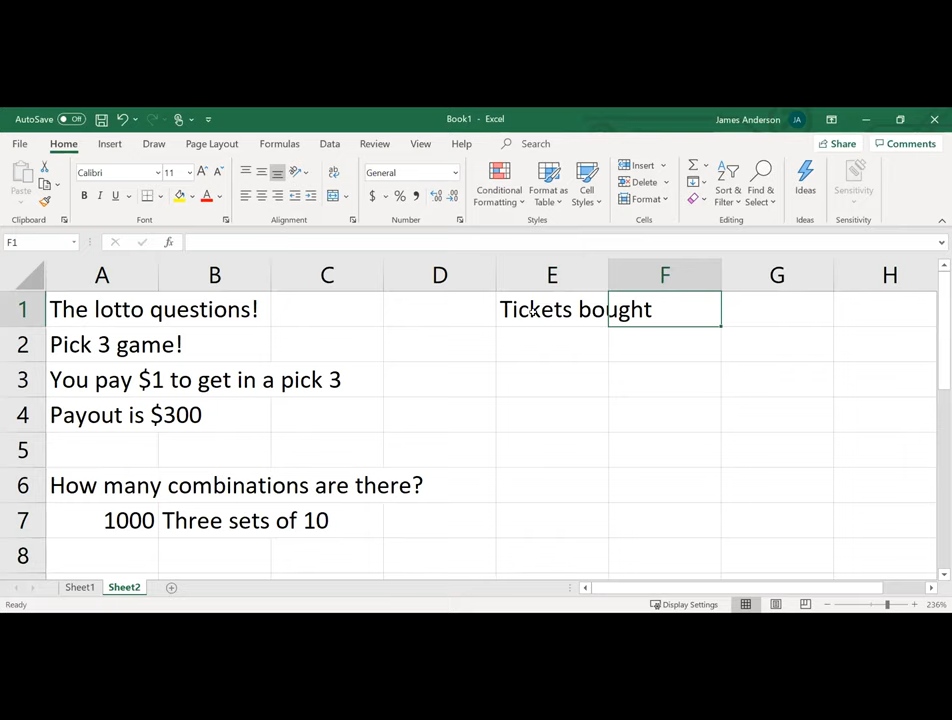 AutoSave Off Book1 - Excel James Anderson JA
File Home Insert Draw Page Layout Formulas Data Review View Help Search Share Comments
Paste Calibri 11 A A ab General Conditional Format as Cell Insert Σ Sort & Find & Ideas Sensitivity
B I U A $ % , Formatting Table Styles Delete Format Filter Select
Clipboard Font Alignment Number Styles Cells Editing Ideas Sensitivity
F1 fx
A B C D E F G H
1 The lotto questions! Tickets bought
2 Pick 3 game!
3 You pay $1 to get in a pick 3
4 Payout is $300
5
6 How many combinations are there?
7 1000 Three sets of 10
8
Sheet1 Sheet2
Ready Display Settings 236%